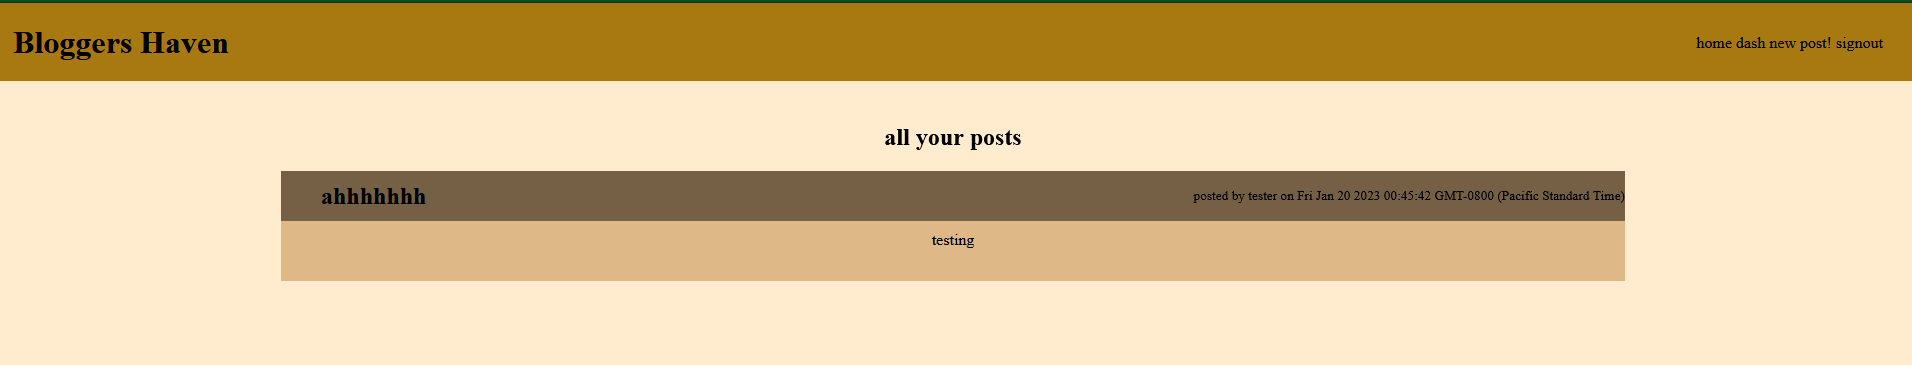 Bloggers Haven
home dash new post! signout
all your posts
ahhhhhhh
posted by tester on Fri Jan 20 2023 00:45:42 GMT-0800 (Pacific Standard Time)
testing